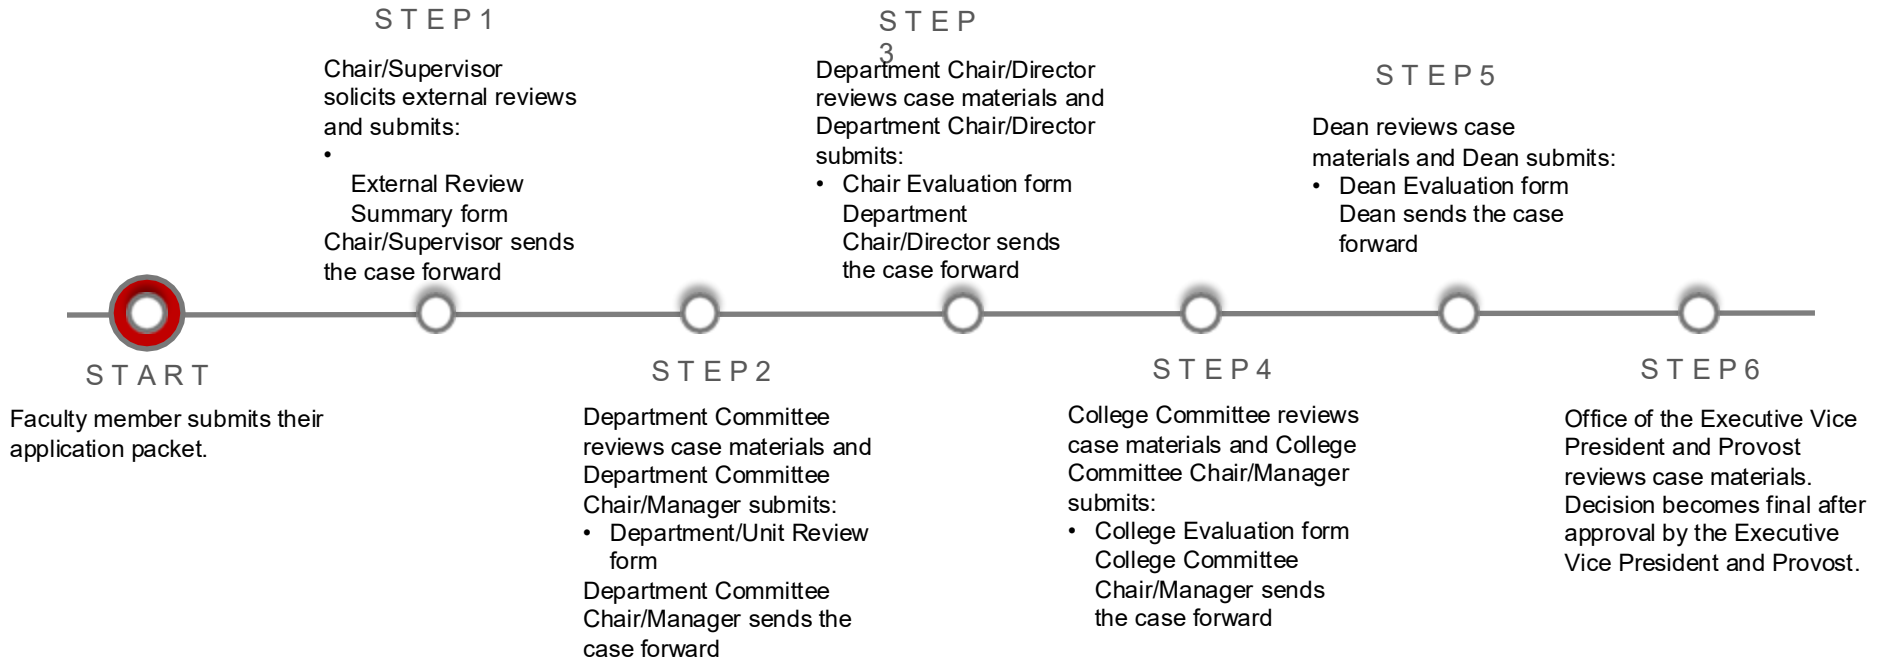 START
Faculty member submits their
application packet.
STEP1
Chair/Supervisor
solicits external reviews
and submits:
•
External Review
Summary form
Chair/Supervisor sends
the case forward
STEP2
Department Committee
reviews case materials and
Department Committee
Chair/Manager submits:
• Department/Unit Review
form
Department Committee
Chair/Manager sends the
case forward
STEP
3
Department Chair/Director
reviews case materials and
Department Chair/Director
submits:
• Chair Evaluation form
Department
Chair/Director sends
the case forward
STEP4
College Committee reviews
case materials and College
Committee Chair/Manager
submits:
• College Evaluation form
College Committee
Chair/Manager sends
the case forward
STEP5
Dean reviews case
materials and Dean submits:
• Dean Evaluation form
Dean sends the case
forward
STEP6
Office of the Executive Vice
President and Provost
reviews case materials.
Decision becomes final after
approval by the Executive
Vice President and Provost.